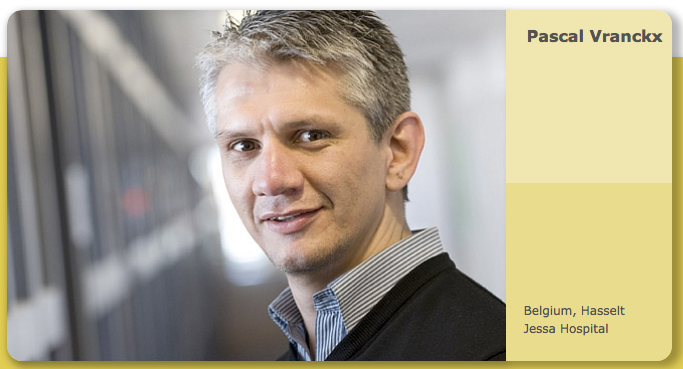 Pascal Vranckx
Belgium, Hasselt
Jessa Hospital